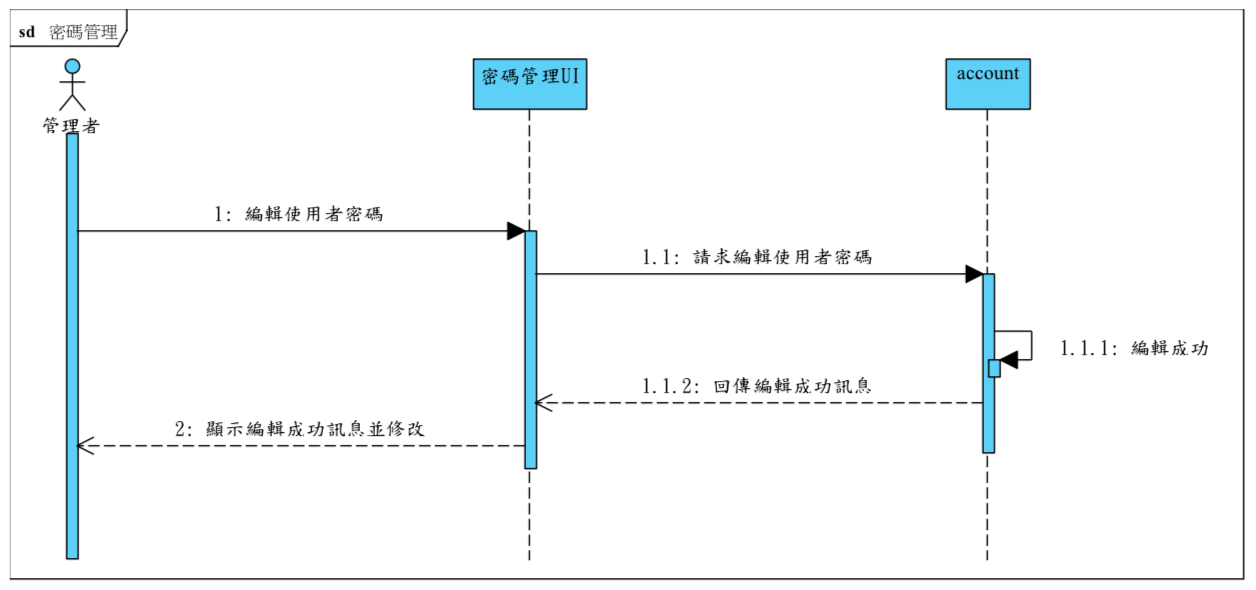 sd 密碼管理
管理者
密碼管理UI
account
1: 編輯使用者密碼
1.1: 請求編輯使用者密碼
1.1.1: 編輯成功
1.1.2: 回傳編輯成功訊息
2: 顯示編輯成功訊息並修改